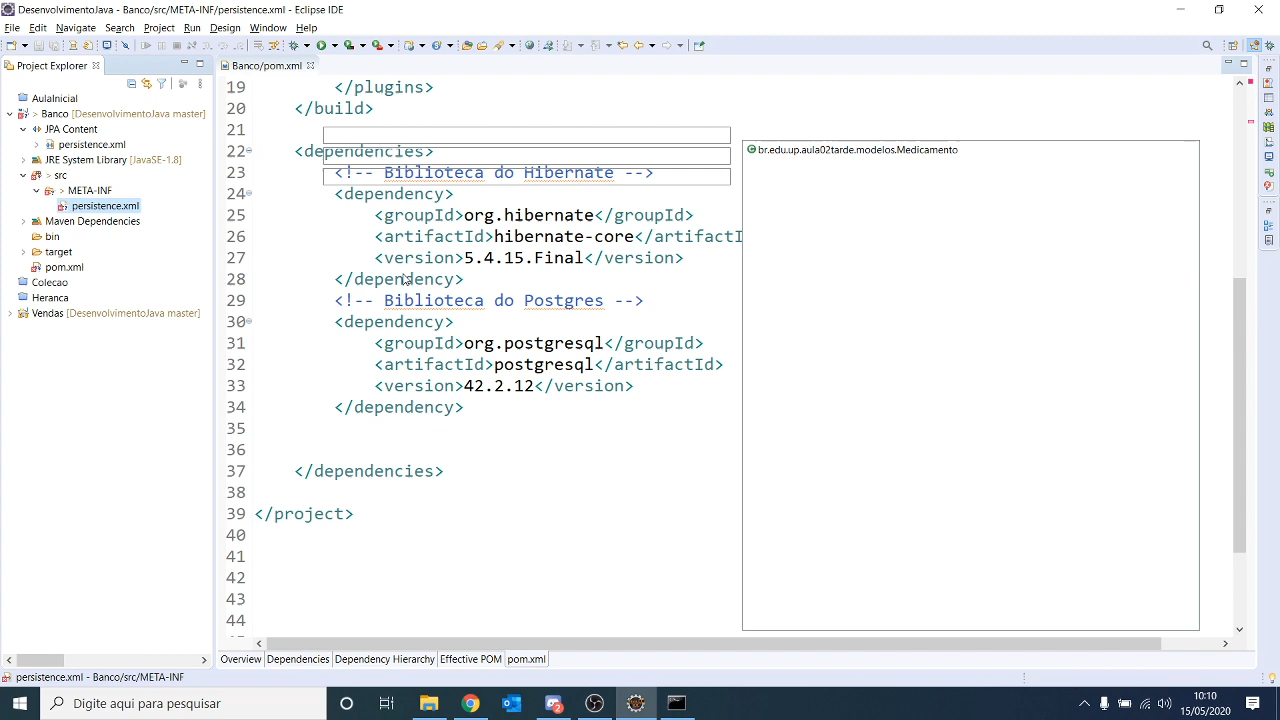 DesenvolvimentoJava - Banco/src/META-INF/persistence.xml - Eclipse IDE
File Edit Navigate Search Project Run Design Window Help
Project Explorer
Banco/pom.xml
AulaInicial
> Banco [DesenvolvimentoJava master]
JPA Content
persistence.xml
JRE System Library [JavaSE-1.8]
> src
> META-INF
persistence.xml
Maven Dependencies
bin
target
pom.xml
Colecao
Heranca
Vendas [DesenvolvimentoJava master]
19 </plugins>
20 </build>
21
22 <dependencies>
23 <!-- Biblioteca do Hibernate -->
24 <dependency>
25 <groupId>org.hibernate</groupId>
26 <artifactId>hibernate-core</artifactI
27 <version>5.4.15.Final</version>
28 </dependency>
29 <!-- Biblioteca do Postgres -->
30 <dependency>
31 <groupId>org.postgresql</groupId>
32 <artifactId>postgresql</artifactId>
33 <version>42.2.12</version>
34 </dependency>
35
36
37 </dependencies>
38
39 </project>
40
41
42
43
44
br.edu.up.aula02tarde.modelos.Medicamento
Overview Dependencies Dependency Hierarchy Effective POM pom.xml
persistence.xml - Banco/src/META-INF
Digite aqui para pesquisar
10:10
15/05/2020